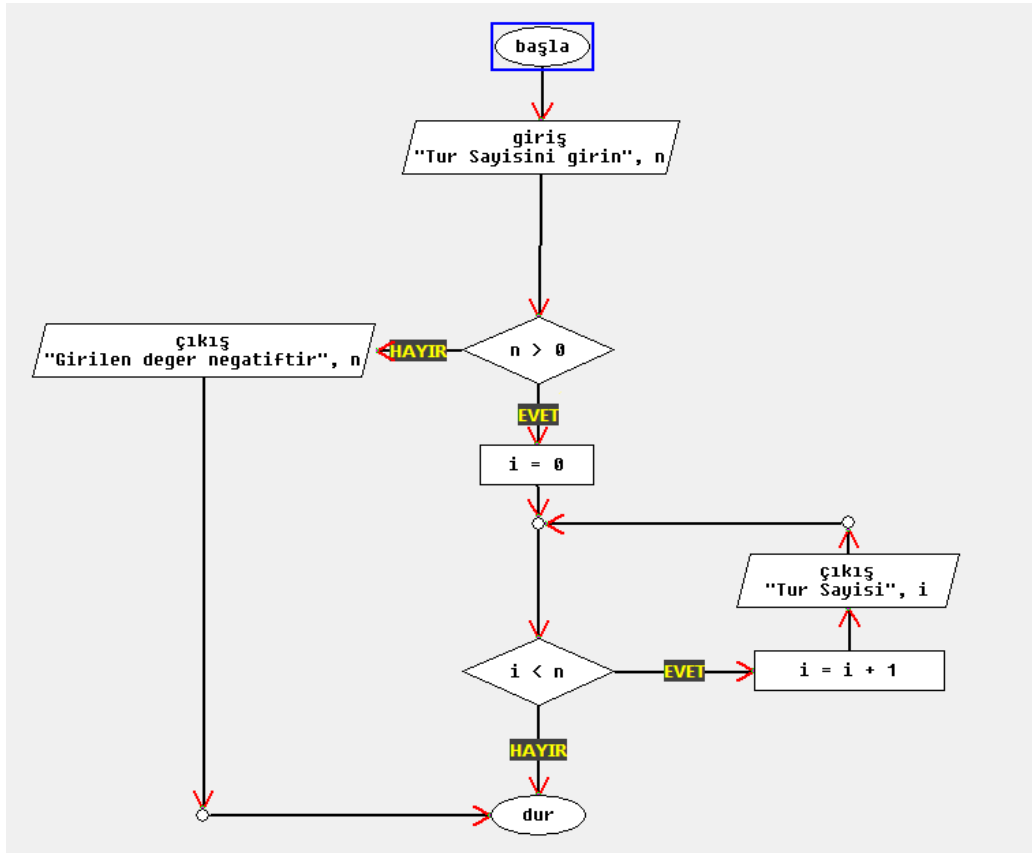 başla
giriş
"Tur Sayisini girin", n
çıkış
"Girilen deger negatiftir", n
HAYIR
n > 0
EVET
i = 0
çıkış
"Tur Sayisi", i
i < n
EVET
i = i + 1
HAYIR
dur